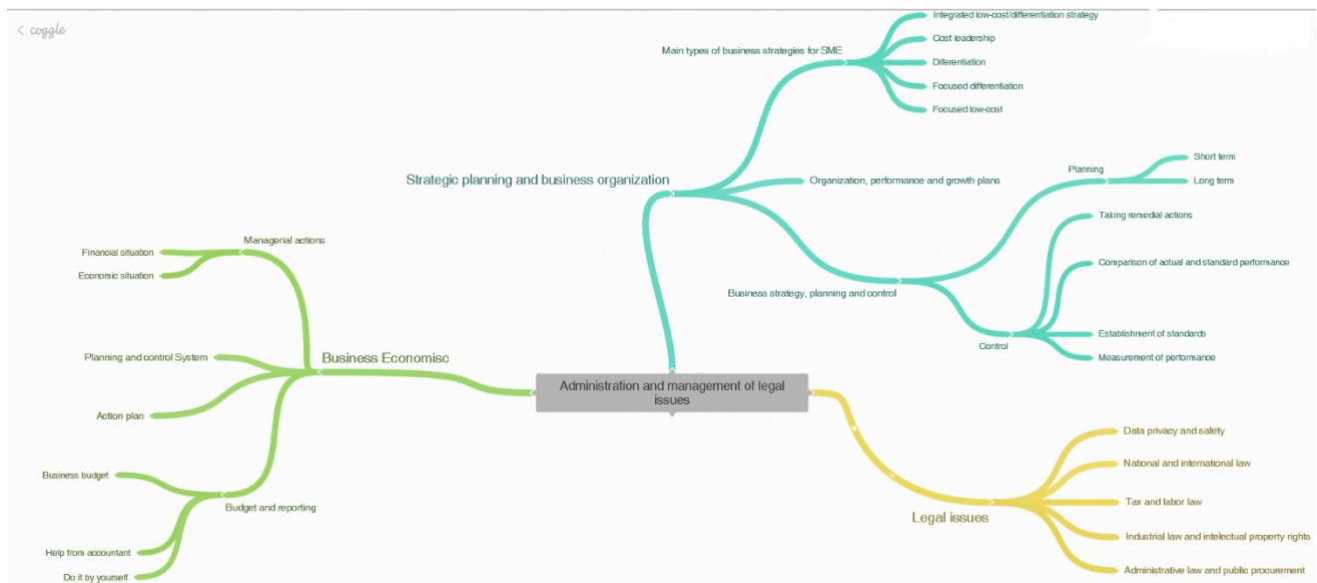 coggle
Integrated low-cost/differentiation strategy
Cost leadership
Main types of business strategies for SME
Diferentiation
Focused differentiation
Focused low-cost
Short term
Planning
Long term
Strategic planning and business organization
Organization, performance and growth plans
Taking remedial actions
Comparison of actual and standard performance
Business strategy, planning and control
Establishment of standards
Control
Measurement of performance
Managerial actions
Financial situation
Economic situation
Planning and control System
Business Economisc
Action plan
Business budget
Budget and reporting
Help from accountant
Do it by yourself
Administration and management of legal
issues
Data privacy and safety
National and international law
Tax and labor law
Legal issues
Industrial law and intelectual property rights
Administrative law and public procurement